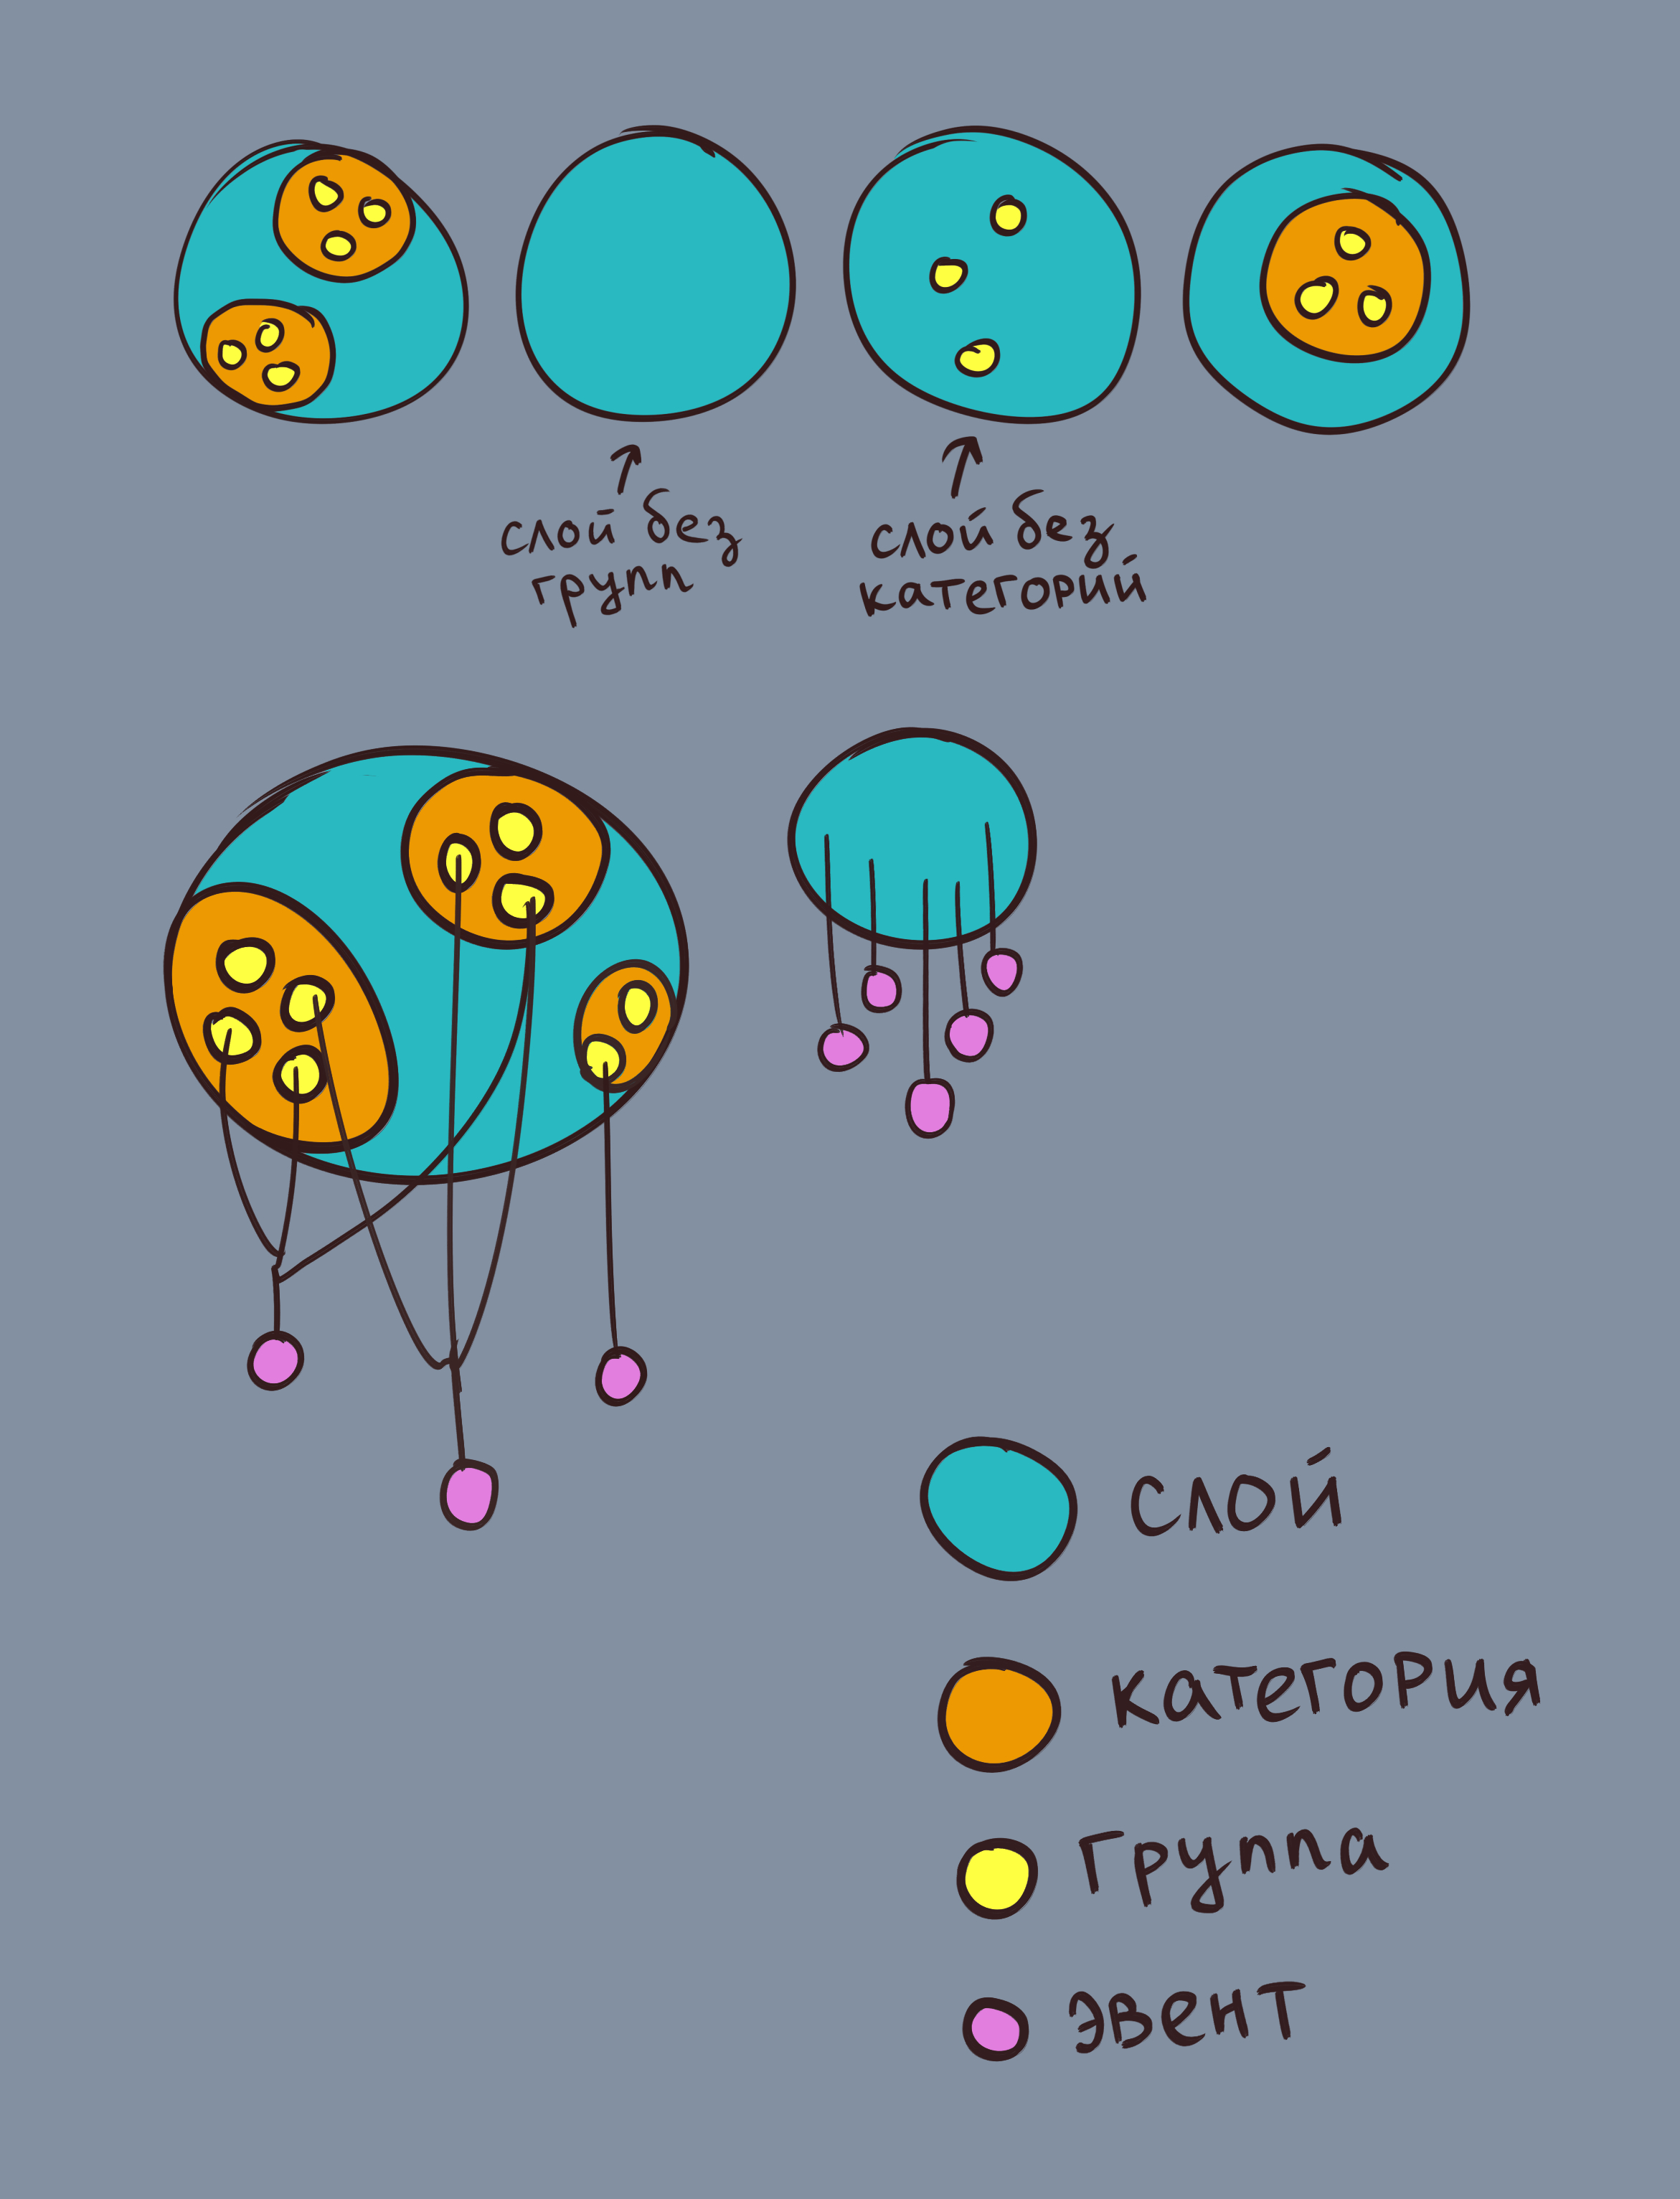 слой без
групп
слой без
категорий
слой
категория
группа
эвент